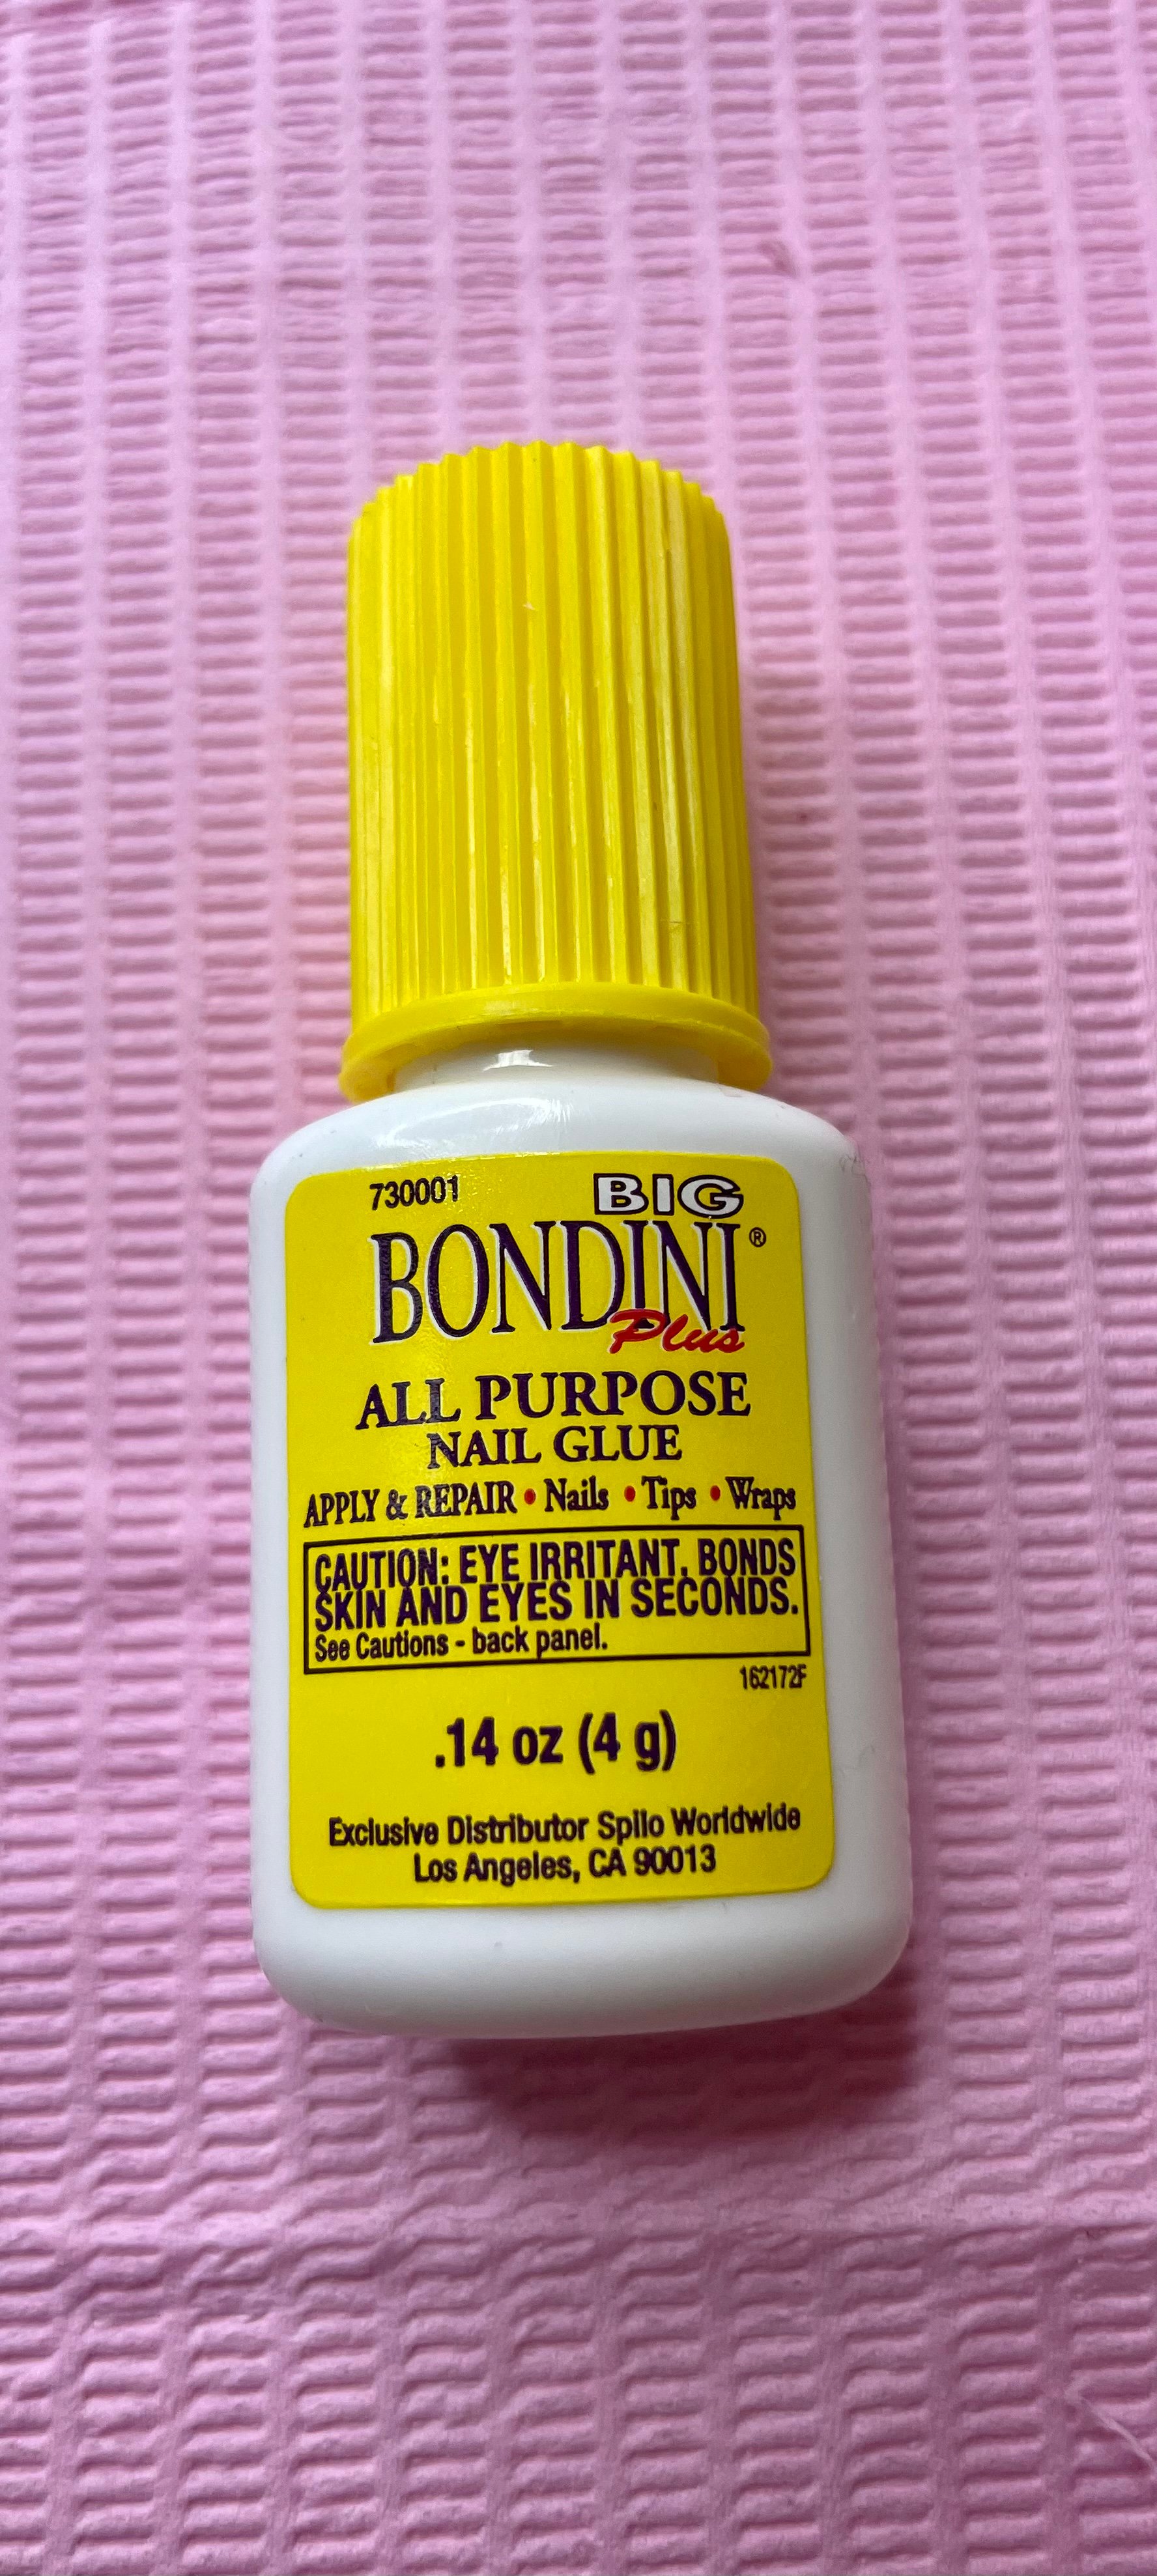 730001
BIG
BONDINI®
Plus
ALL PURPOSE
NAIL GLUE
APPLY & REPAIR • Nails • Tips • Wraps
CAUTION: EYE IRRITANT. BONDS
SKIN AND EYES IN SECONDS.
See Cautions - back panel.
162172F
.14 oz (4 g)
Exclusive Distributor Spilo Worldwide
Los Angeles, CA 90013